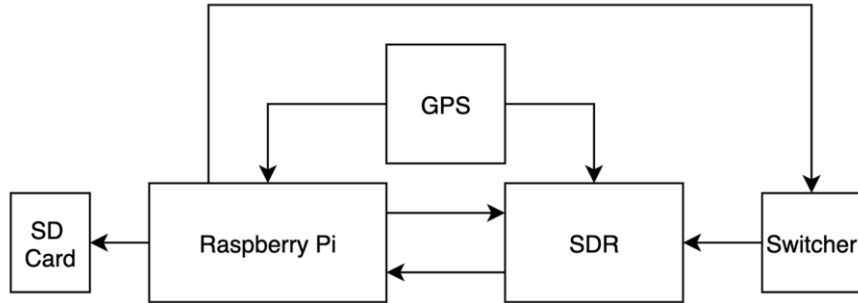 GPS
SD
Card
Raspberry Pi
SDR
Switcher